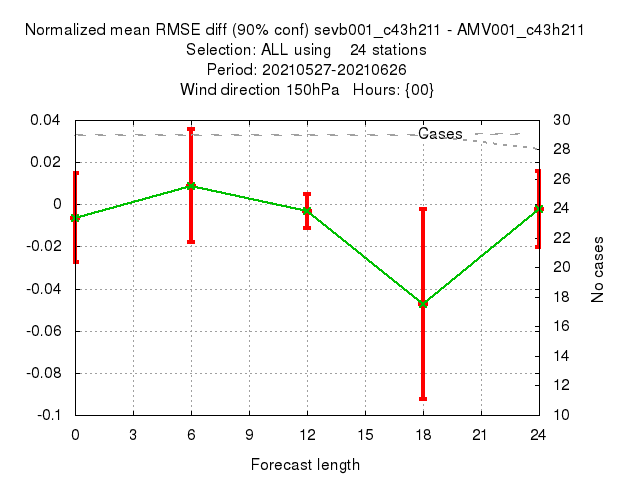 Normalized mean RMSE diff (90% conf) sevb001_c43h211 - AMV001_c43h211
Selection: ALL using    24 stations
Period: 20210527-20210626
Wind direction 150hPa   Hours: {00}
0.04
0.02
0
-0.02
-0.04
-0.06
-0.08
-0.1
Cases
30
28
26
24
22
20
18
16
14
12
10
No cases
0 3 6 9 12 15 18 21 24
Forecast length